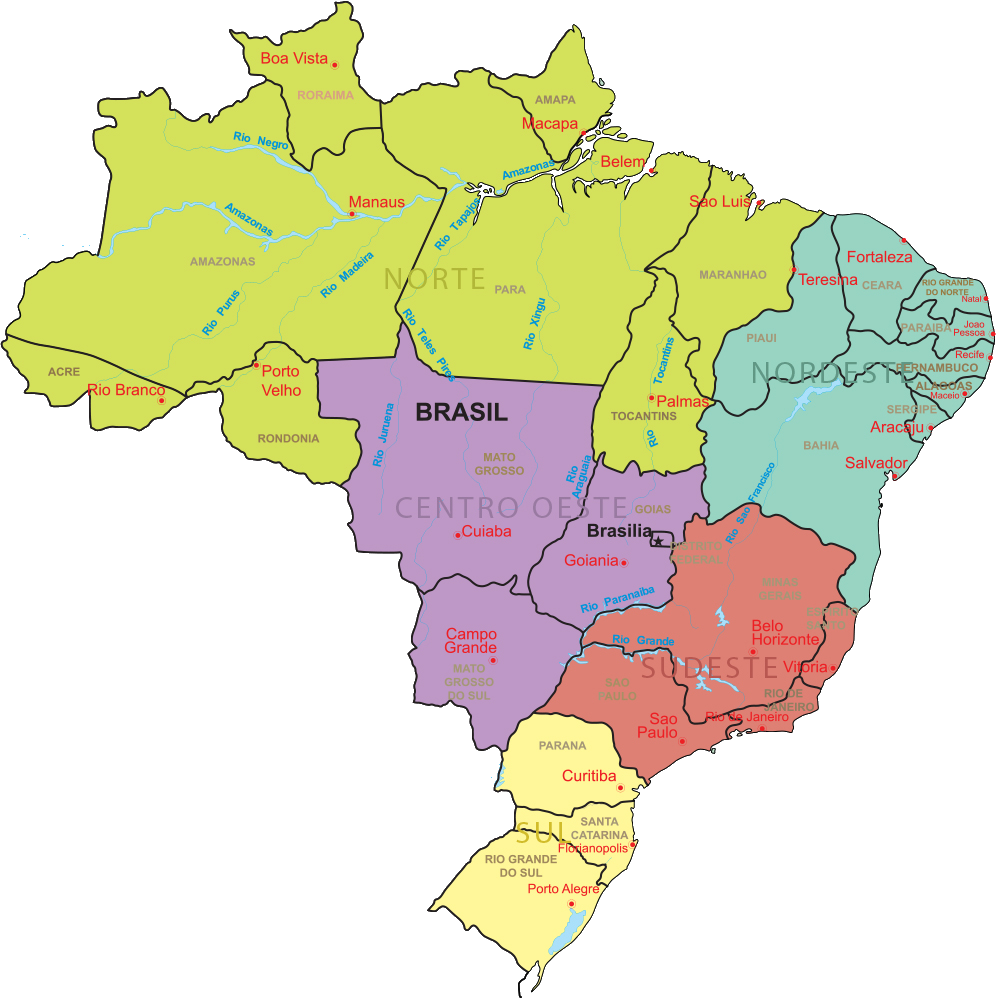 Boa Vista
RORAIMA
AMAPA
Macapa
Rio Negro
Belem
Amazonas
Manaus
Sao Luis
Amazonas
Rio Tapajos
Fortaleza
AMAZONAS
Rio Madeira
NORTE
PARA
MARANHAO
Teresina
CEARA
RIO GRANDE
DO NORTE
Natal
Rio Purus
Rio Xingu
Rio Teles Piros
PIAUI
PARAIBA
Joao
Pessoa
Tocantins
Rio
Recife
ACRE
Porto
Velho
NORDESTE
PERNAMBUCO
Rio Branco
ALAGOAS
Maceio
Palmas
TOCANTINS
SERGIPE
Aracaju
BRASIL
Rio Juruena
RONDONIA
BAHIA
MATO
GROSSO
Rio
Araguaia
Salvador
CENTRO OESTE
GOIAS
Rio Sao Francisco
Cuiaba
Brasilia
DISTRITO
FEDERAL
Goiania
MINAS
GERAIS
Rio Paranaiba
ESPIRITO
SANTO
Campo
Grande
Rio Grande
Belo
Horizonte
MATO
GROSSO
DO SUL
SUDESTE
Vitoria
SAO
PAULO
RIO DE
JANEIRO
Sao
Paulo
Rio de Janeiro
PARANA
Curitiba
SUL
SANTA
CATARINA
Florianopolis
RIO GRANDE
DO SUL
Porto Alegre